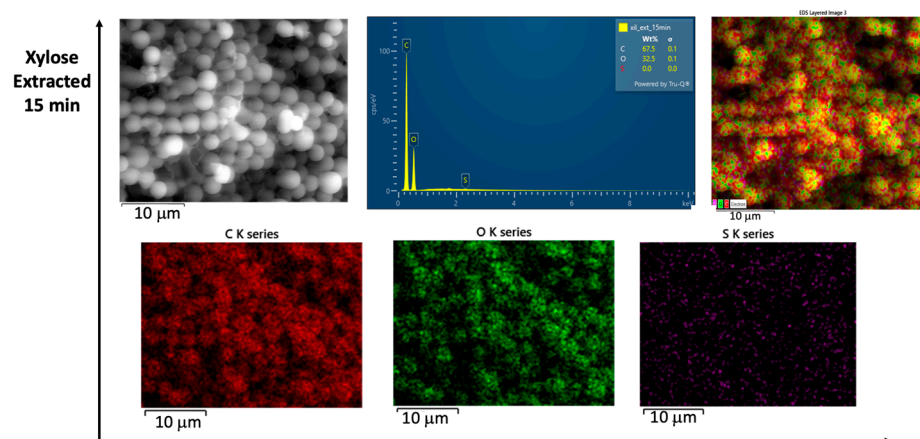 Xylose
Extracted
15 min
10 µm
xil_ext_15min
Wt% σ
C 67.5 0.1
O 32.5 0.1
S 0.0 0.0
Powered by Tru-Q®
cps/eV
100
50
0
C
O
S
0 2 4 6 8 keV
EDS Layered Image 3
Electron
10 µm
C K series
10 µm
O K series
10 µm
S K series
10 µm